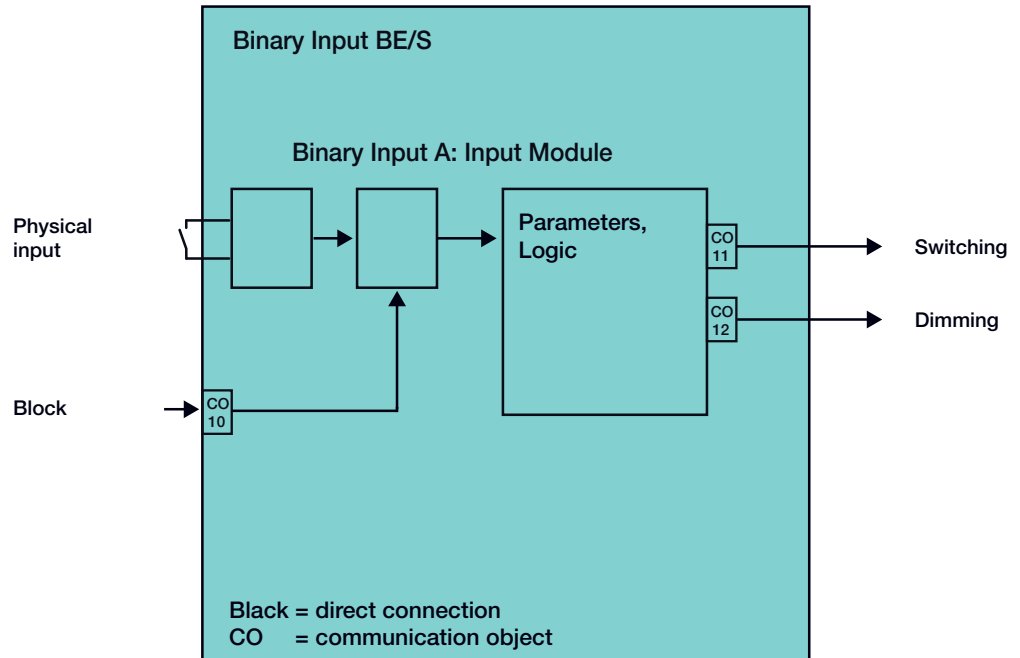 Binary Input BE/S
Binary Input A: Input Module
Physical
input
Parameters,
Logic
CO
11
Switching
CO
12
Dimming
Block
CO
10
Black = direct connection
CO = communication object